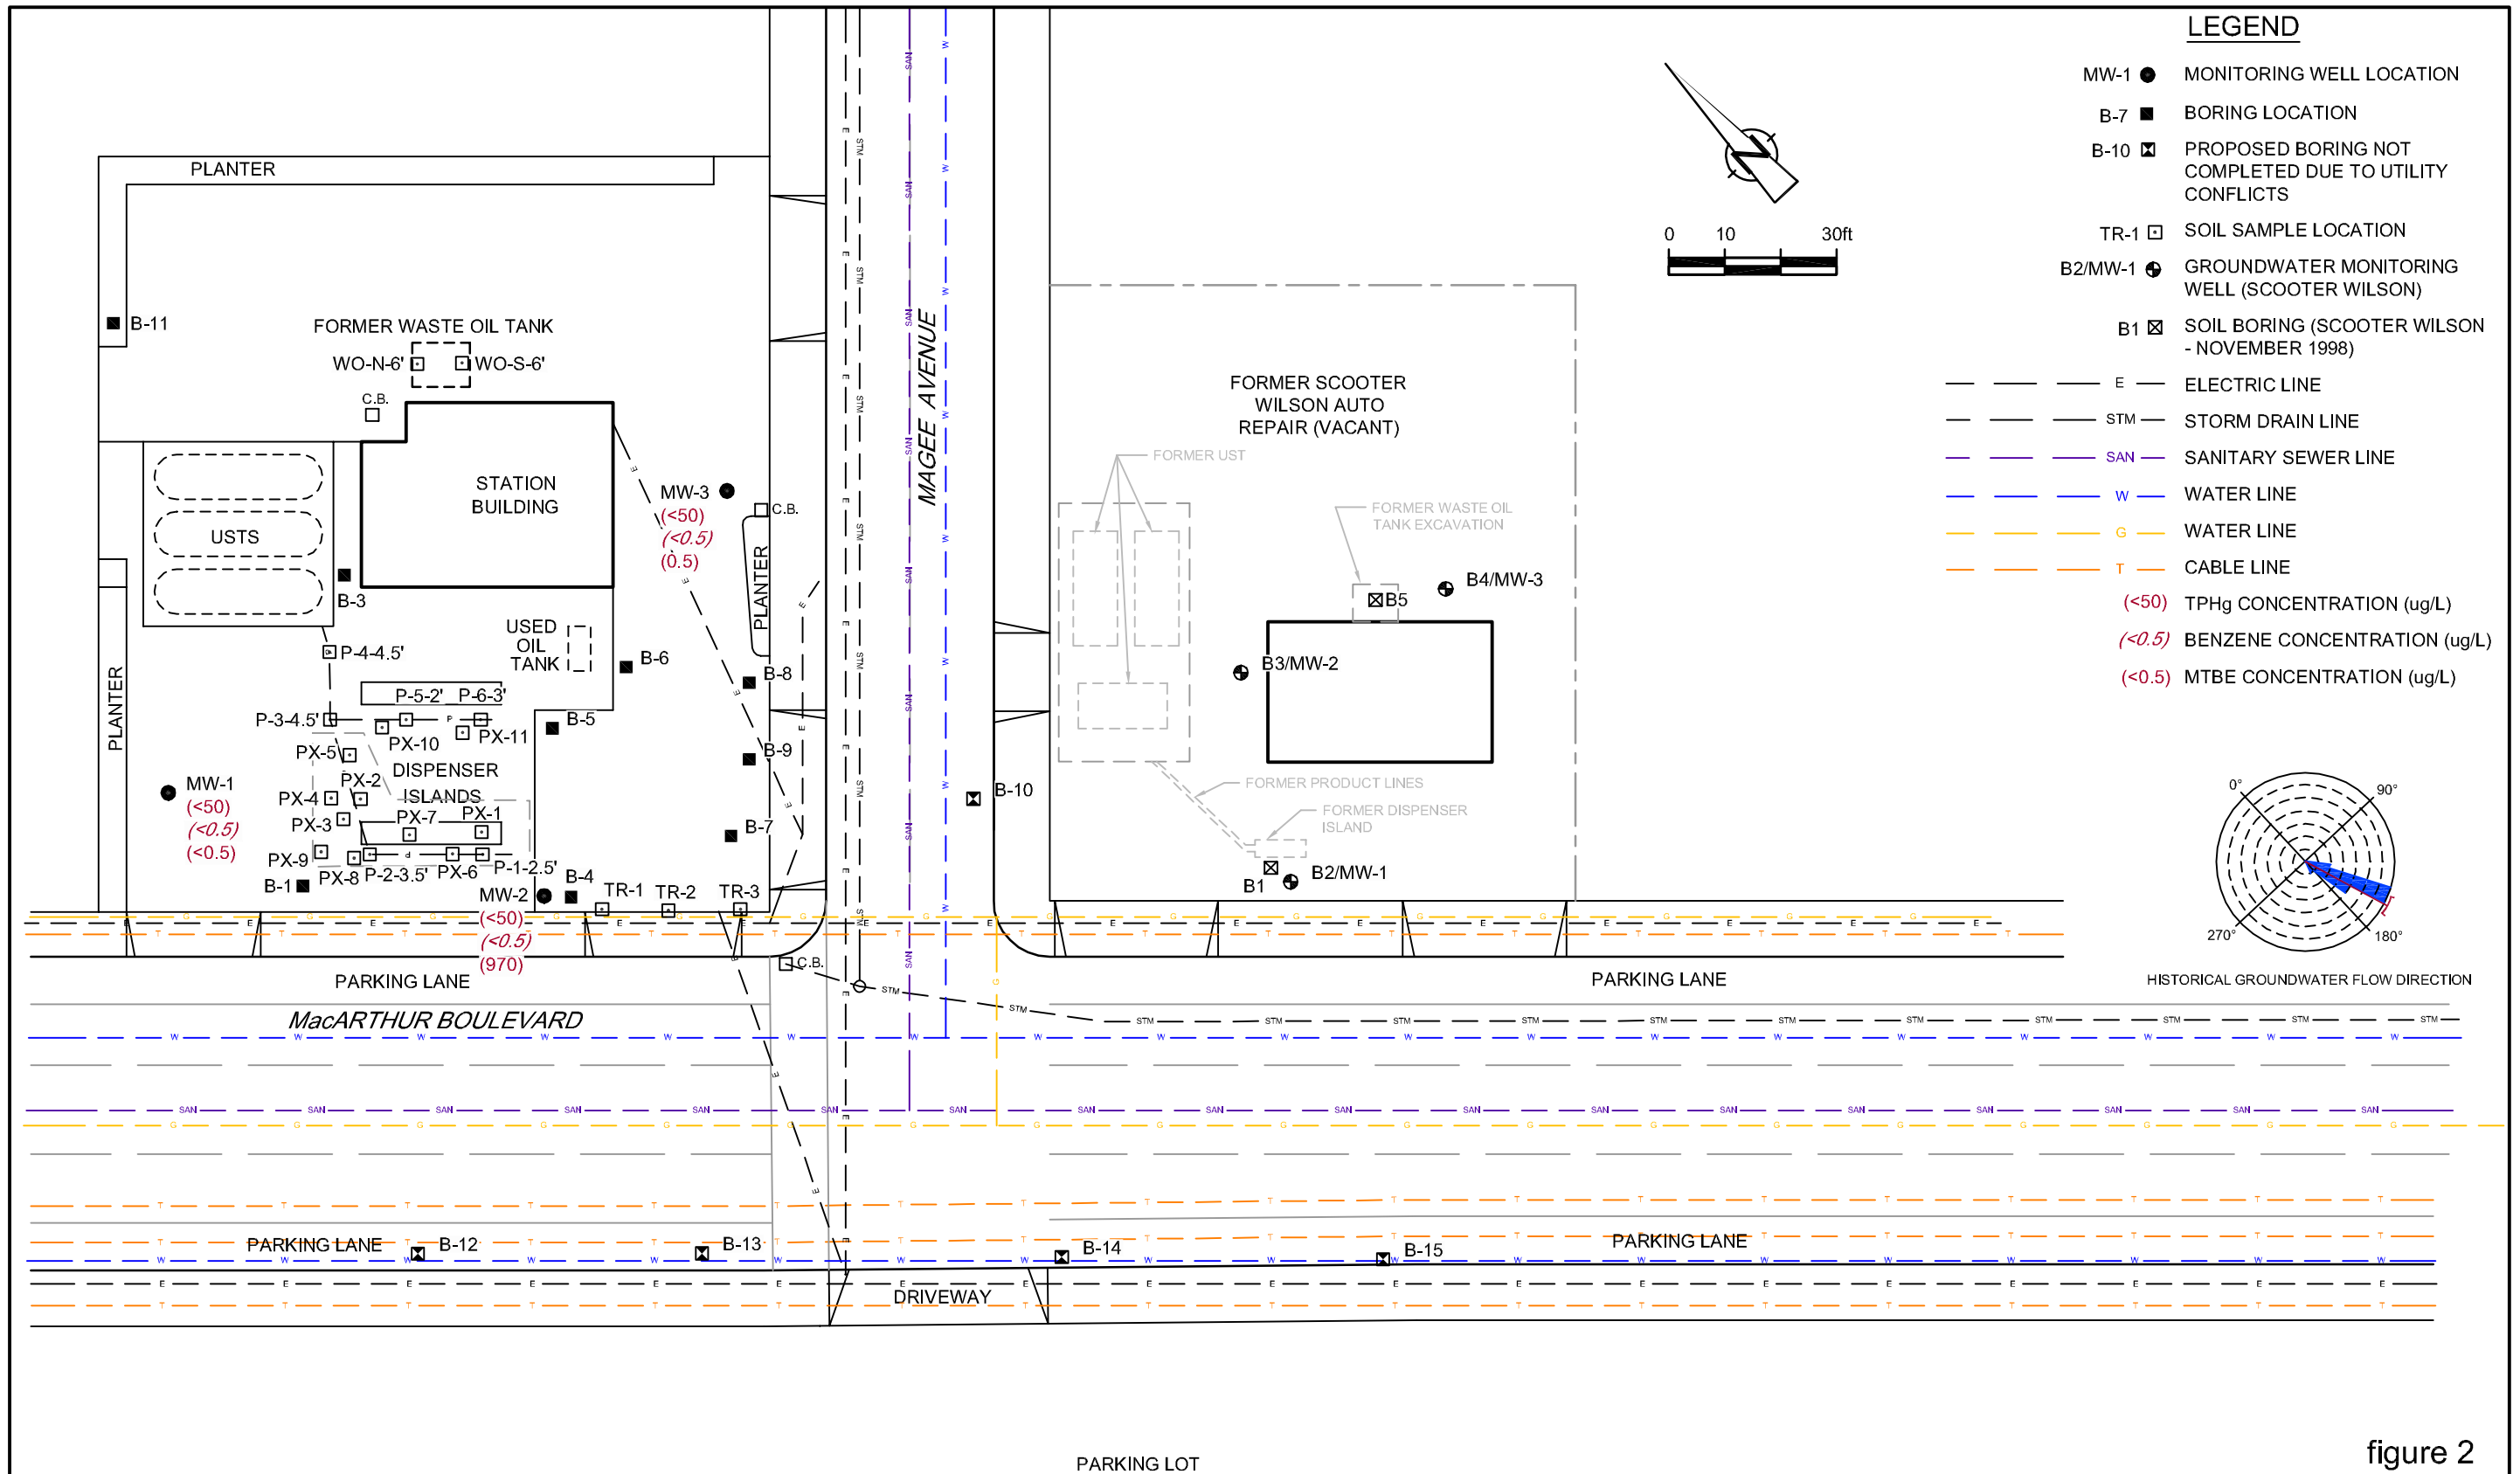 LEGEND
MW-1 MONITORING WELL LOCATION
B-7 BORING LOCATION
B-10 PROPOSED BORING NOT
COMPLETED DUE TO UTILITY
CONFLICTS
TR-1 SOIL SAMPLE LOCATION
B2/MW-1 GROUNDWATER MONITORING
WELL (SCOOTER WILSON)
B1 SOIL BORING (SCOOTER WILSON
- NOVEMBER 1998)
E ELECTRIC LINE
STM STORM DRAIN LINE
SAN SANITARY SEWER LINE
W WATER LINE
G WATER LINE
T CABLE LINE
(<50) TPHg CONCENTRATION (ug/L)
(<0.5) BENZENE CONCENTRATION (ug/L)
(<0.5) MTBE CONCENTRATION (ug/L)
N
0 10 30ft
PLANTER
B-11
FORMER WASTE OIL TANK
WO-N-6' WO-S-6'
C.B.
STATION
BUILDING
USTS
B-3
MW-3
(<50)
(<0.5)
(0.5)
C.B.
PLANTER
MAGEE AVENUE
USED
OIL
TANK
B-6
B-8
P-4-4.5'
P-5-2' P-6-3'
P-3-4.5'
PX-10 PX-11
B-5
PX-5
PX-2
DISPENSER
ISLANDS
B-9
PLANTER
MW-1
(<50)
(<0.5)
(<0.5)
PX-4
PX-3
PX-7 PX-1
PX-9
PX-8 P-2-3.5' PX-6 P-1-2.5'
B-1
B-7
B-4
MW-2
(<50)
(<0.5)
(970)
TR-1 TR-2 TR-3
C.B.
B-10
FORMER SCOOTER
WILSON AUTO
REPAIR (VACANT)
FORMER UST
FORMER WASTE OIL
TANK EXCAVATION
B5
B4/MW-3
B3/MW-2
FORMER PRODUCT LINES
FORMER DISPENSER
ISLAND
B1 B2/MW-1
0° 90°
270° 180°
HISTORICAL GROUNDWATER FLOW DIRECTION
PARKING LANE
PARKING LANE
MacARTHUR BOULEVARD
PARKING LANE
B-12
B-13
B-14
B-15
PARKING LANE
DRIVEWAY
PARKING LOT
figure 2